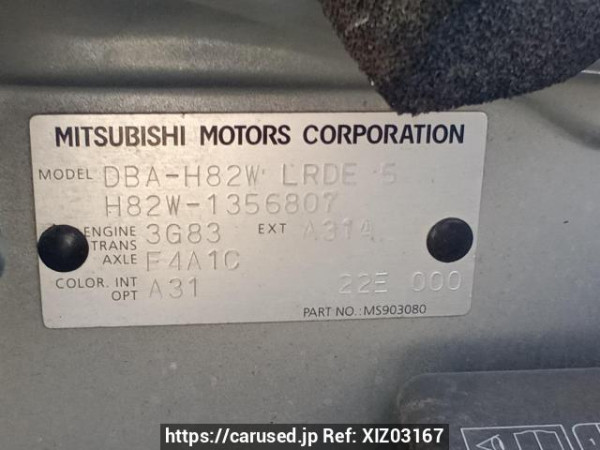 MITSUBISHI MOTORS CORPORATION
MODEL DBA-H82W LRDE 5
H82W-1356807
ENGINE 3G83 EXT A31A
TRANS
AXLE F4A1C
COLOR. INT A31 22E 000
OPT
PART NO.: MS903080
https://carused.jp Ref: XIZ03167